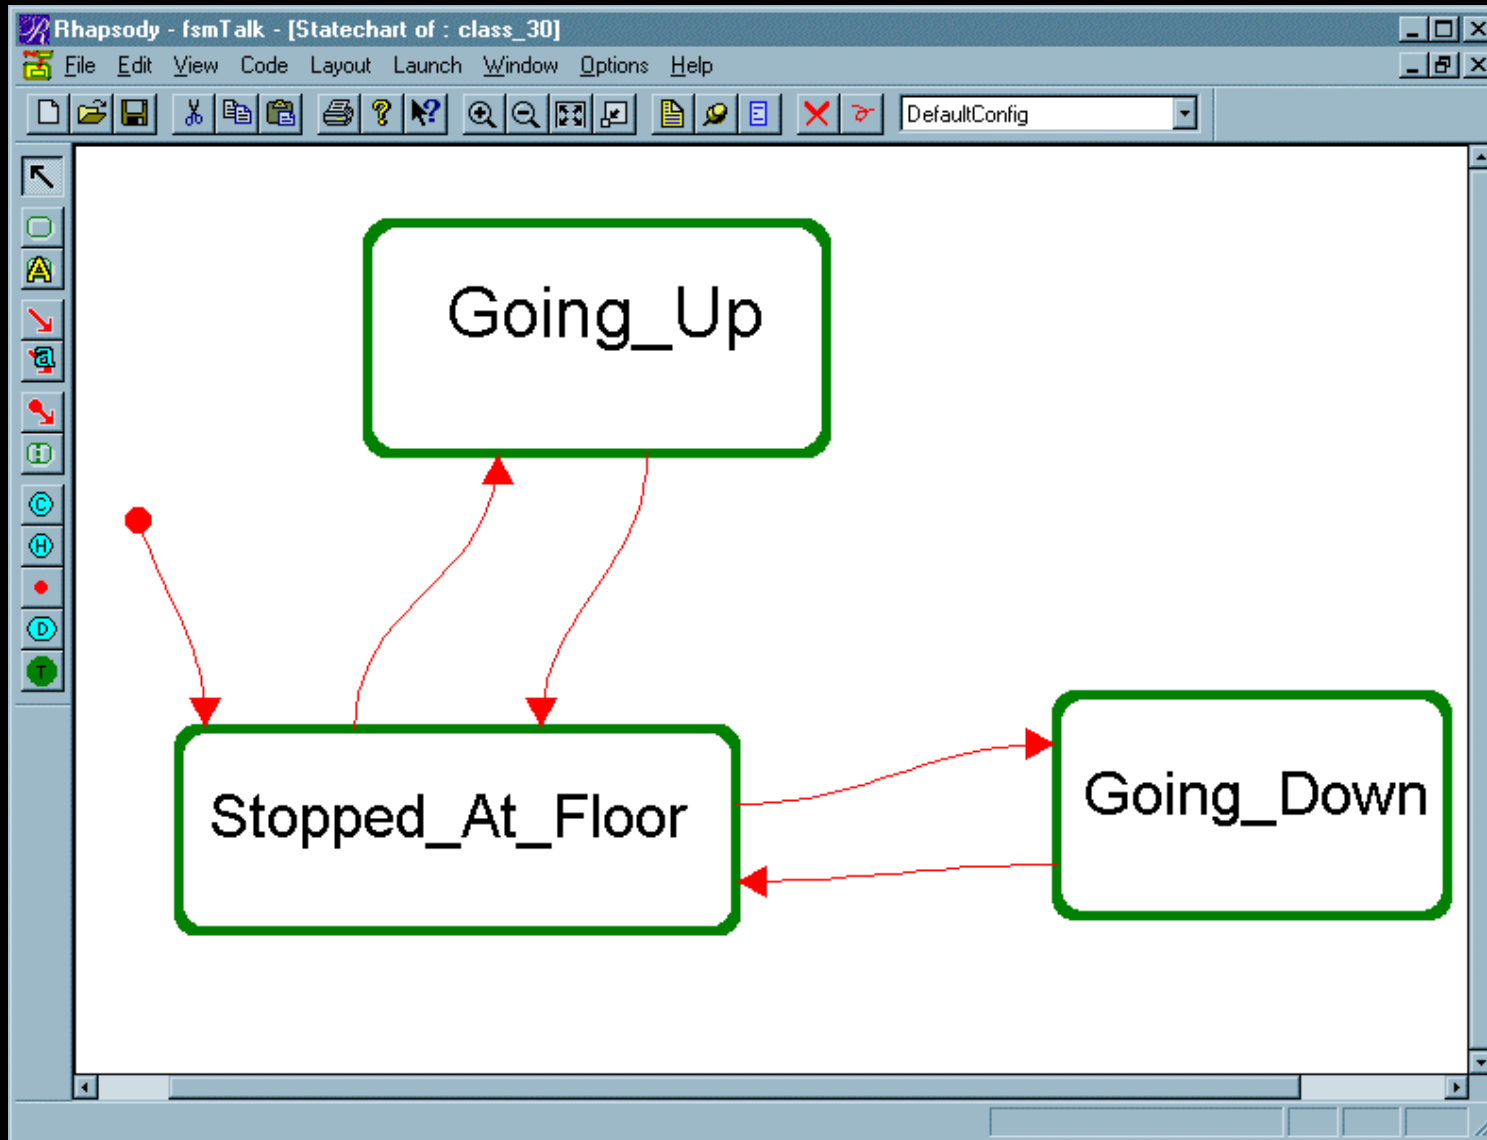 Rhapsody - fsmTalk - [Statechart of : class_30]
File Edit View Code Layout Launch Window Options Help
DefaultConfig
A
a
C
H
D
T
Going_Up
Stopped_At_Floor
Going_Down